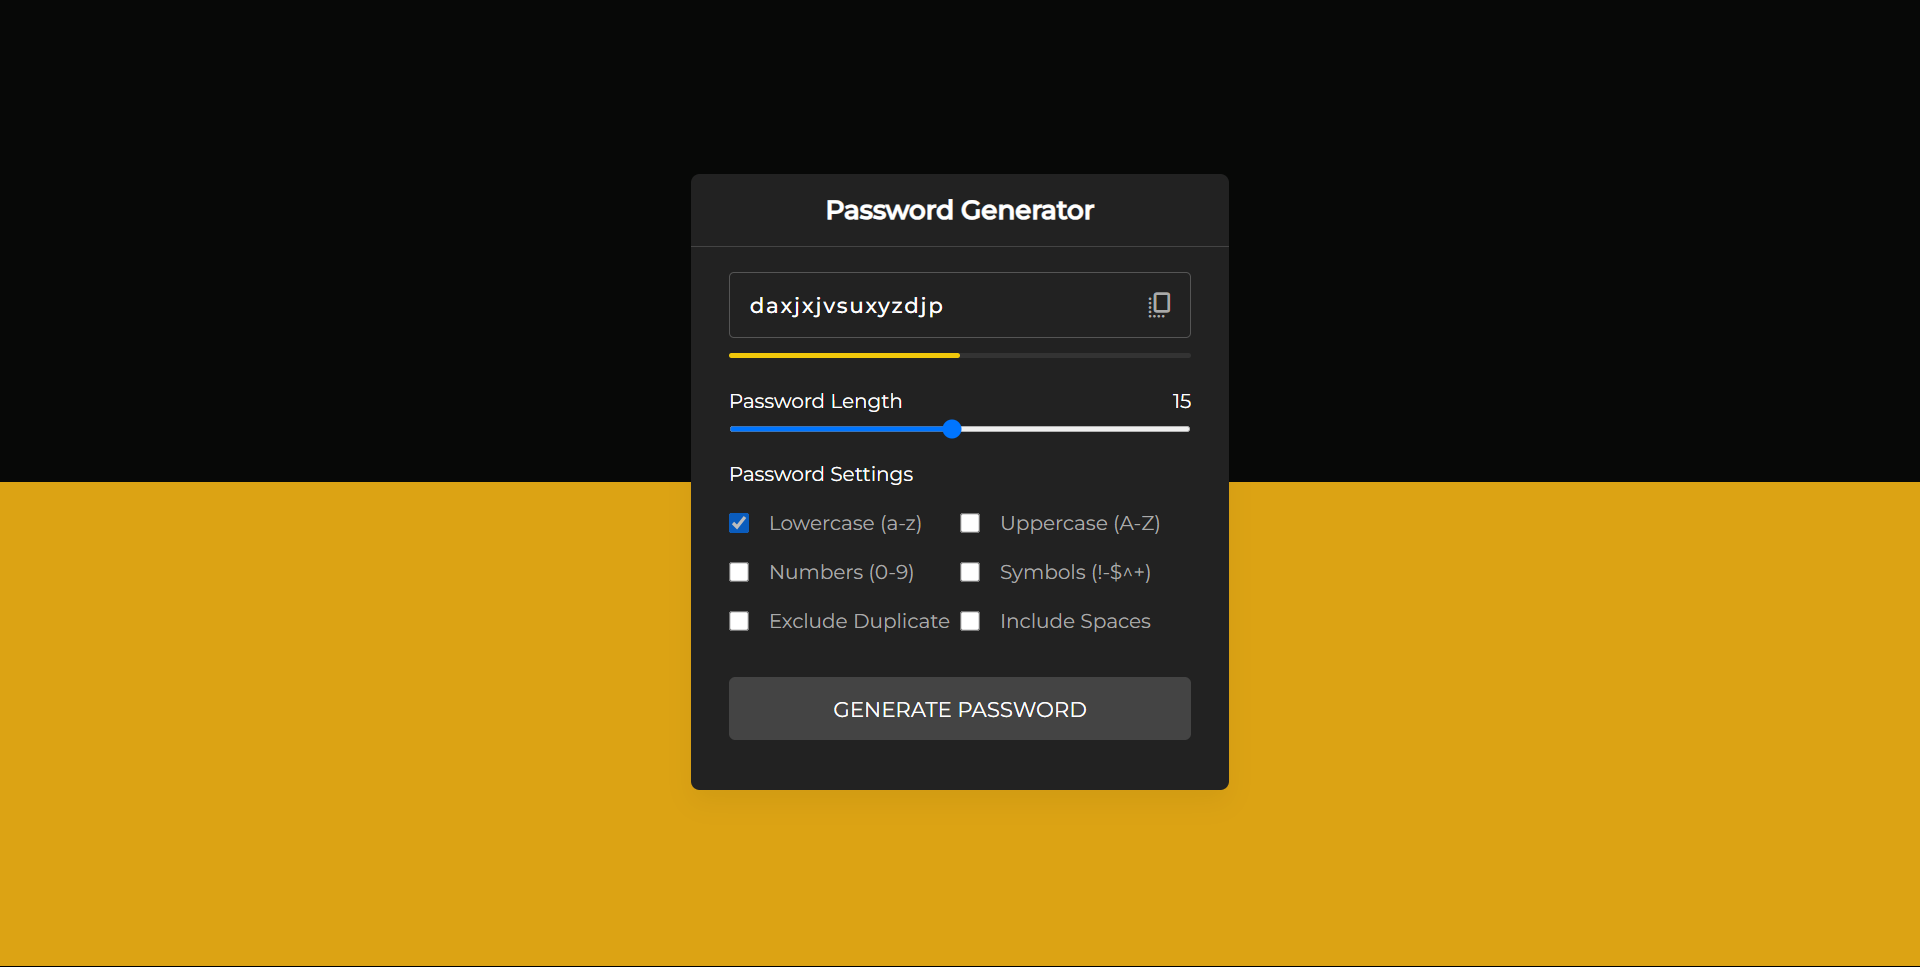 Password Generator
daxjxjvsuxyzdjp
Password Length 15
Password Settings
Lowercase (a-z) Uppercase (A-Z)
Numbers (0-9) Symbols (!-$^+)
Exclude Duplicate Include Spaces
GENERATE PASSWORD